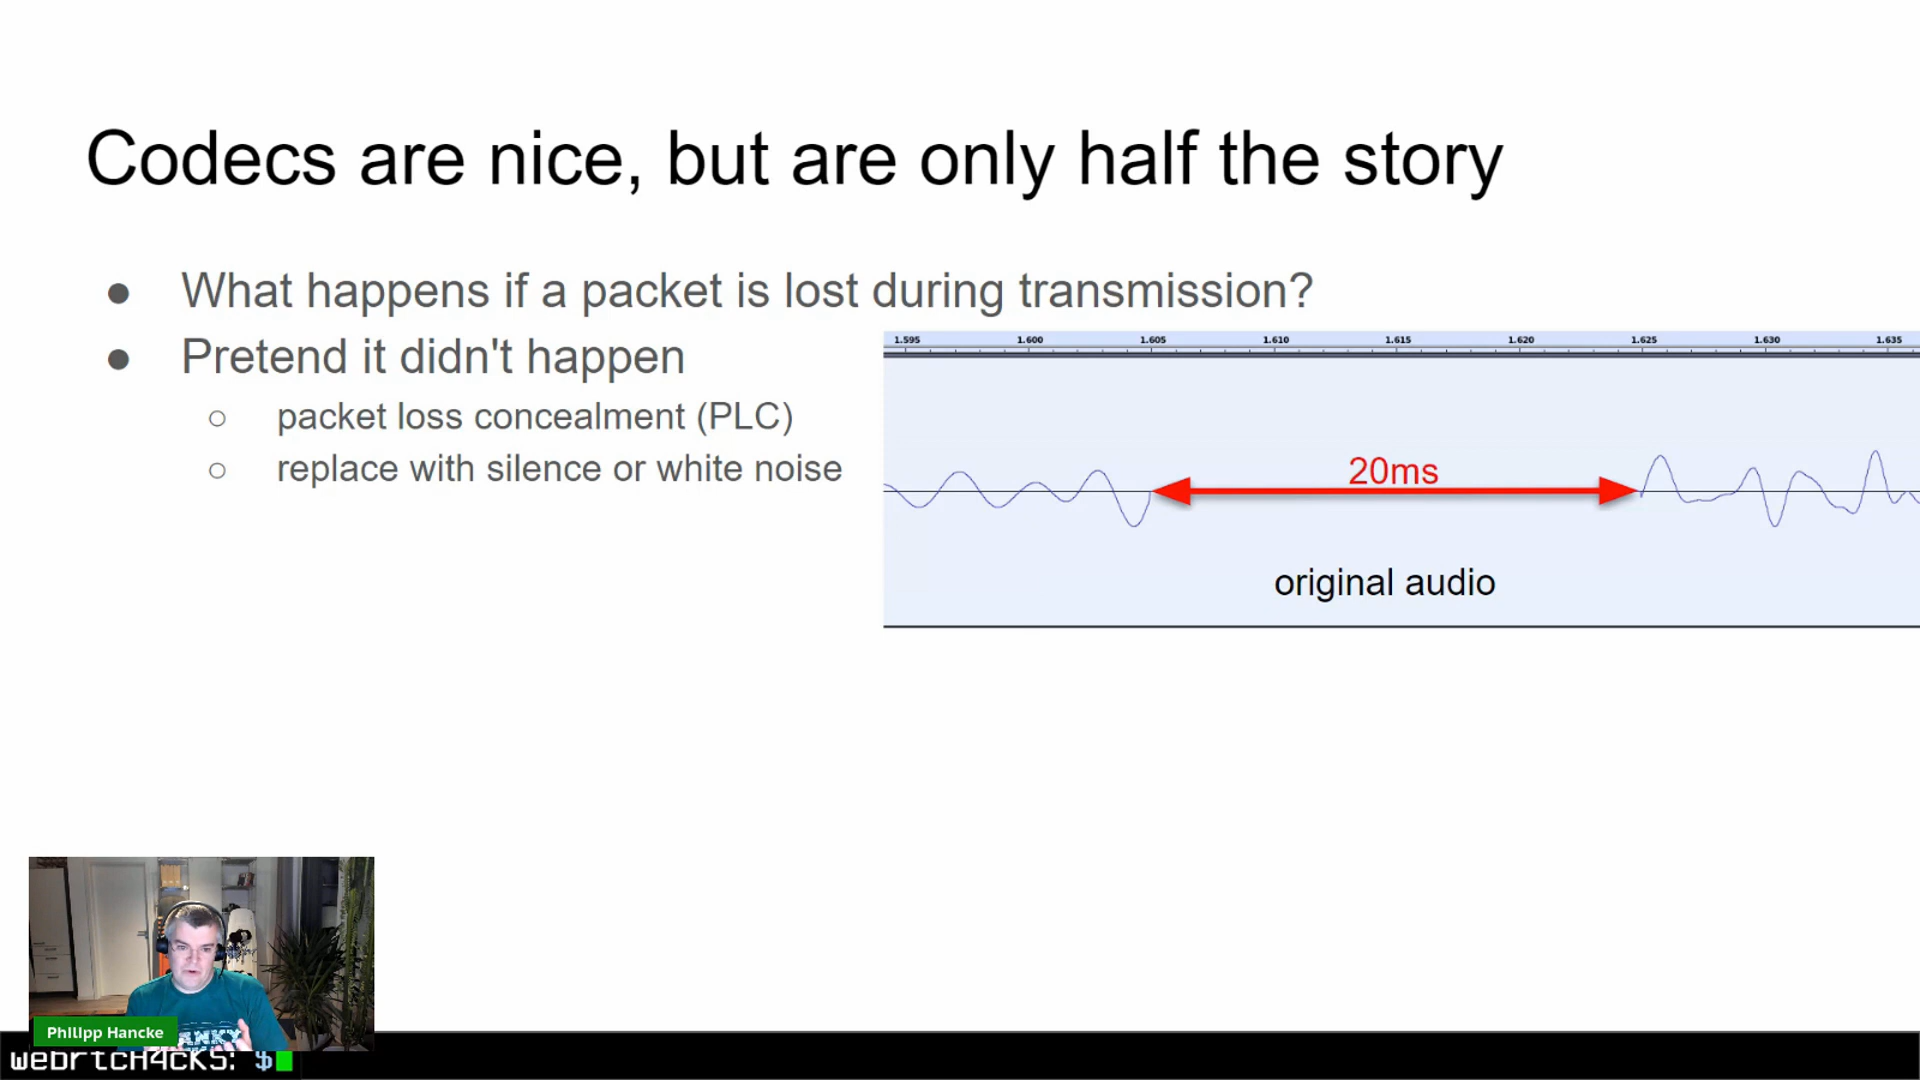 Codecs are nice, but are only half the story
● What happens if a packet is lost during transmission?
● Pretend it didn't happen
○ packet loss concealment (PLC)
○ replace with silence or white noise
1.595 1.600 1.605 1.610 1.615 1.620 1.625 1.630 1.635
20ms
original audio
Philipp Hancke
webrtcH4cKS: $